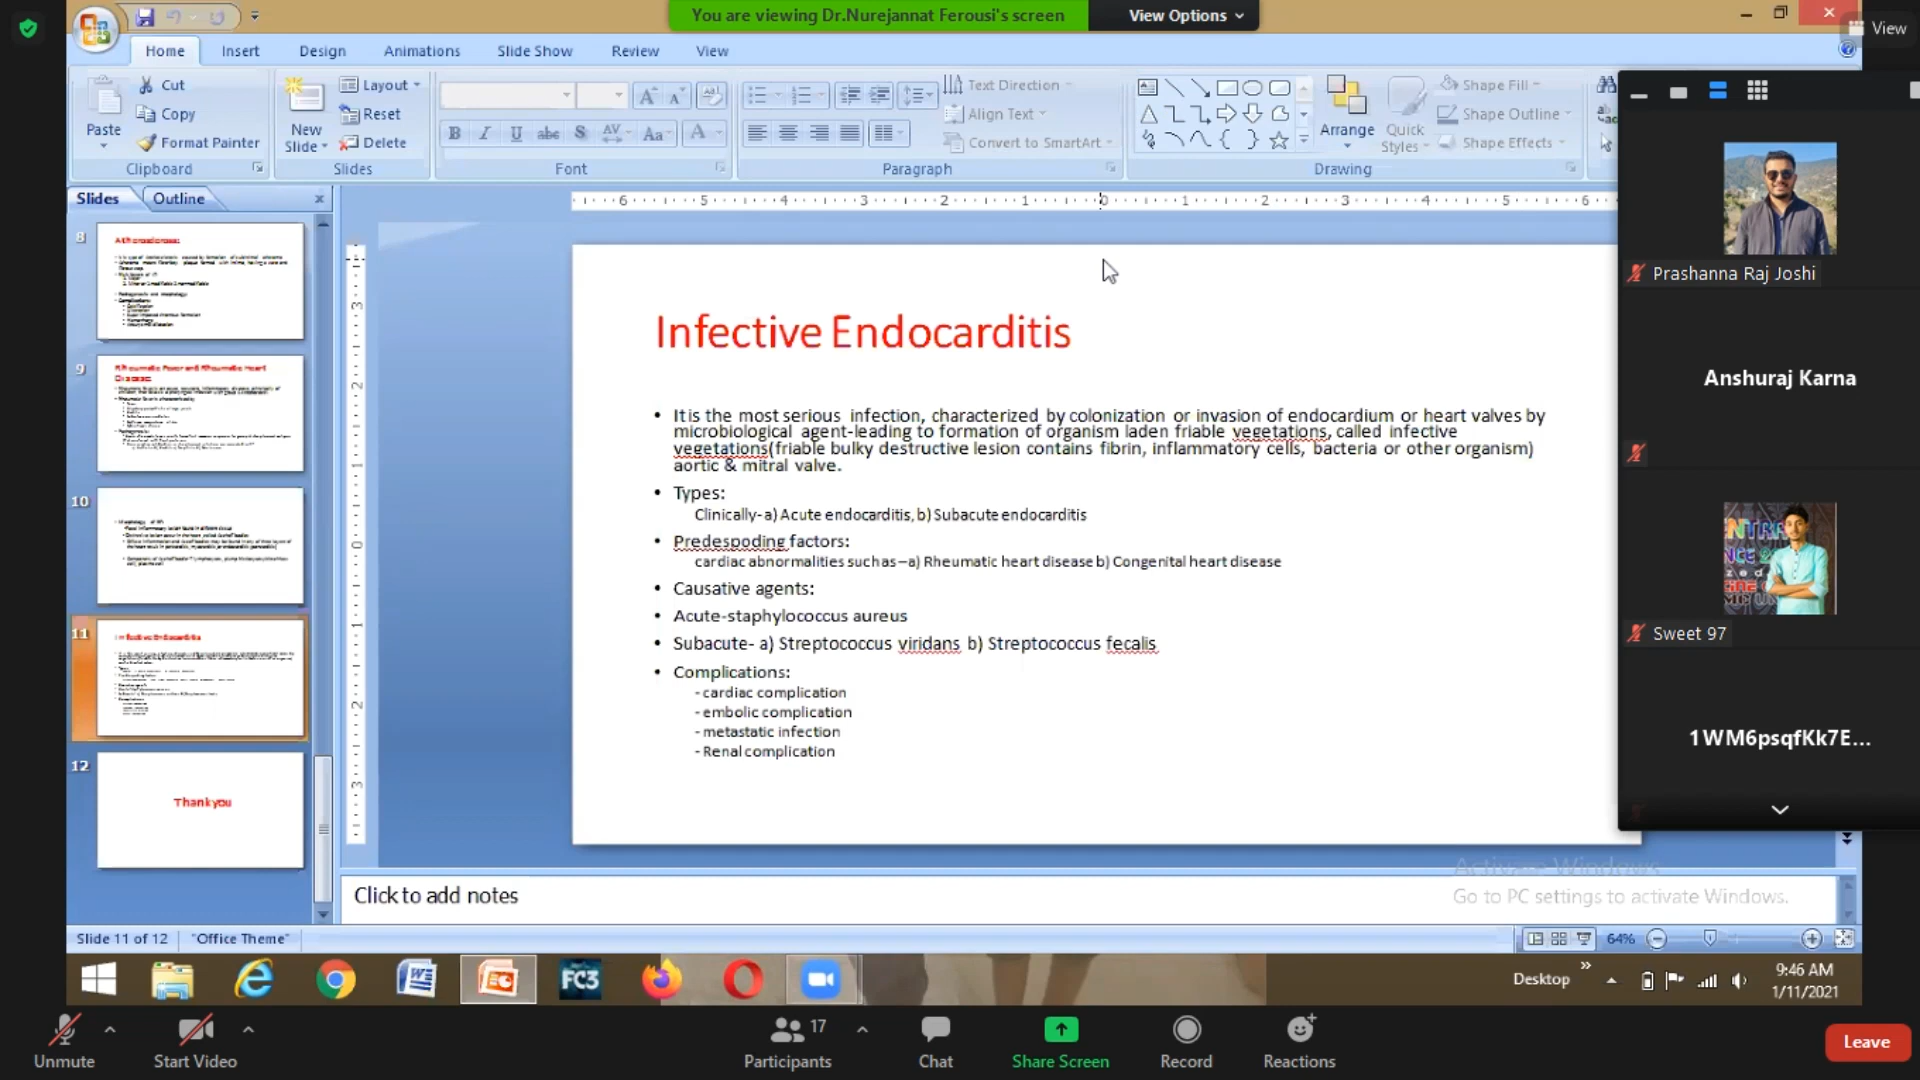 You are viewing Dr.Nurejannat Ferousi's screen
View Options
View
Home
Insert
Design
Animations
Slide Show
Review
View
Paste
Cut
Copy
Format Painter
Clipboard
New
Slide
Layout
Reset
Delete
Slides
Font
Text Direction
Align Text
Convert to SmartArt
Paragraph
Arrange
Quick
Styles
Shape Fill
Shape Outline
Shape Effects
Drawing
Slides
Outline
8
9
10
11
12
Thank you
Infective Endocarditis
• It is the most serious infection, characterized by colonization or invasion of endocardium or heart valves by
microbiological agent-leading to formation of organism laden friable vegetations, called infective
vegetations(friable bulky destructive lesion contains fibrin, inflammatory cells, bacteria or other organism)
aortic & mitral valve.
• Types:
Clinically- a) Acute endocarditis, b) Subacute endocarditis
• Predespoding factors:
cardiac abnormalities such as –a) Rheumatic heart disease b) Congenital heart disease
• Causative agents:
• Acute-staphylococcus aureus
• Subacute- a) Streptococcus viridans b) Streptococcus fecalis
• Complications:
- cardiac complication
- embolic complication
- metastatic infection
- Renal complication
Prashanna Raj Joshi
Anshuraj Karna
Sweet 97
1WM6psqfKk7E...
Activate Windows
Go to PC settings to activate Windows.
Click to add notes
Slide 11 of 12
"Office Theme"
64%
FC3
Desktop
9:46 AM
1/11/2021
Unmute
Start Video
Participants
17
Chat
Share Screen
Record
Reactions
Leave